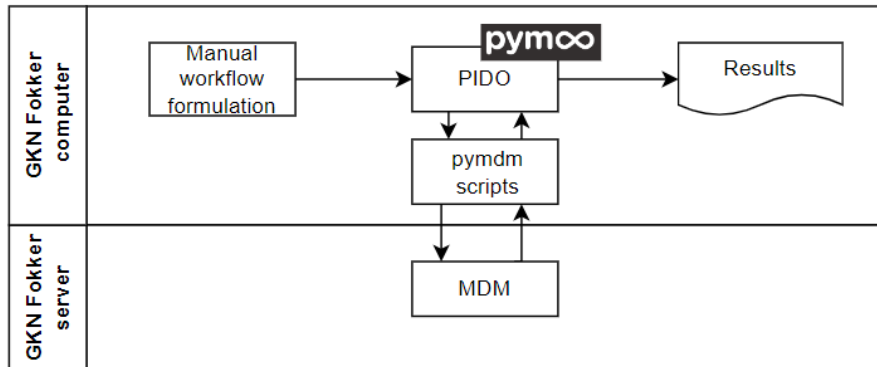 GKN Fokker
computer
Manual
workflow
formulation
pymoo
PIDO
Results
pymdm
scripts
GKN Fokker
server
MDM